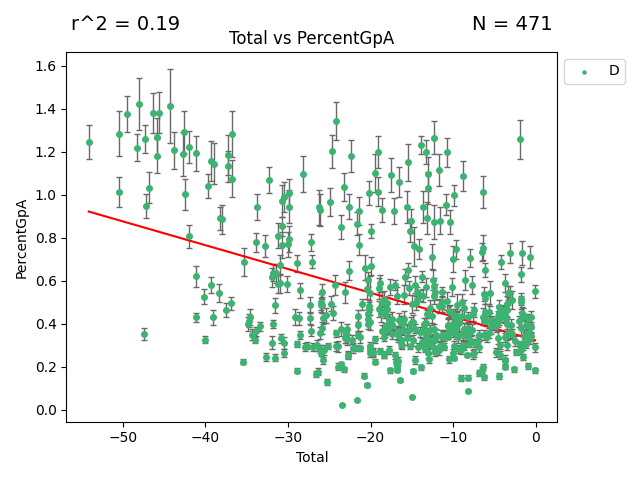 r^2 = 0.19
N = 471
Total vs PercentGpA
D
PercentGpA
1.6
1.4
1.2
1.0
0.8
0.6
0.4
0.2
0.0
−50 −40 −30 −20 −10 0
Total